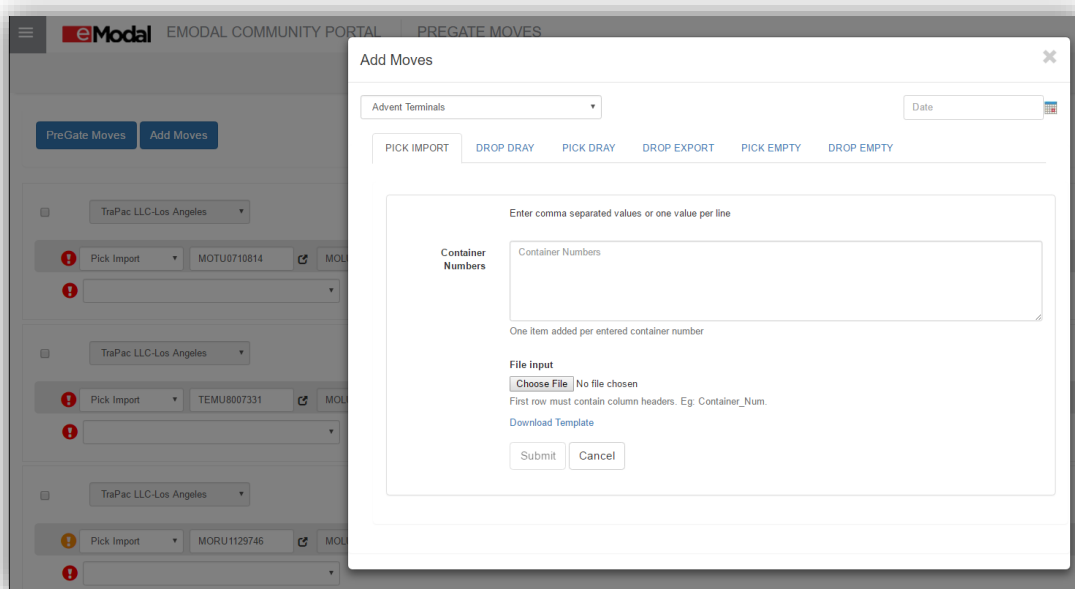 eModal EMODAL COMMUNITY PORTAL PREGATE MOVES
Add Moves
Advent Terminals
Date
PreGate Moves Add Moves
PICK IMPORT DROP DRAY PICK DRAY DROP EXPORT PICK EMPTY DROP EMPTY
TraPac LLC-Los Angeles
Pick Import MOTU0710814
Enter comma separated values or one value per line
Container Numbers
Container
Numbers
One item added per entered container number
TraPac LLC-Los Angeles
File input
Choose File No file chosen
First row must contain column headers. Eg: Container_Num.
Pick Import TEMU8007331
Download Template
Submit Cancel
TraPac LLC-Los Angeles
Pick Import MORU1129746